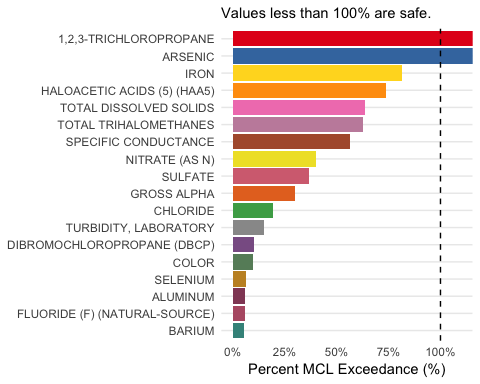 Values less than 100% are safe.
1,2,3-TRICHLOROPROPANE
ARSENIC
IRON
HALOACETIC ACIDS (5) (HAA5)
TOTAL DISSOLVED SOLIDS
TOTAL TRIHALOMETHANES
SPECIFIC CONDUCTANCE
NITRATE (AS N)
SULFATE
GROSS ALPHA
CHLORIDE
TURBIDITY, LABORATORY
DIBROMOCHLOROPROPANE (DBCP)
COLOR
SELENIUM
ALUMINUM
FLUORIDE (F) (NATURAL-SOURCE)
BARIUM
0% 25% 50% 75% 100%
Percent MCL Exceedance (%)